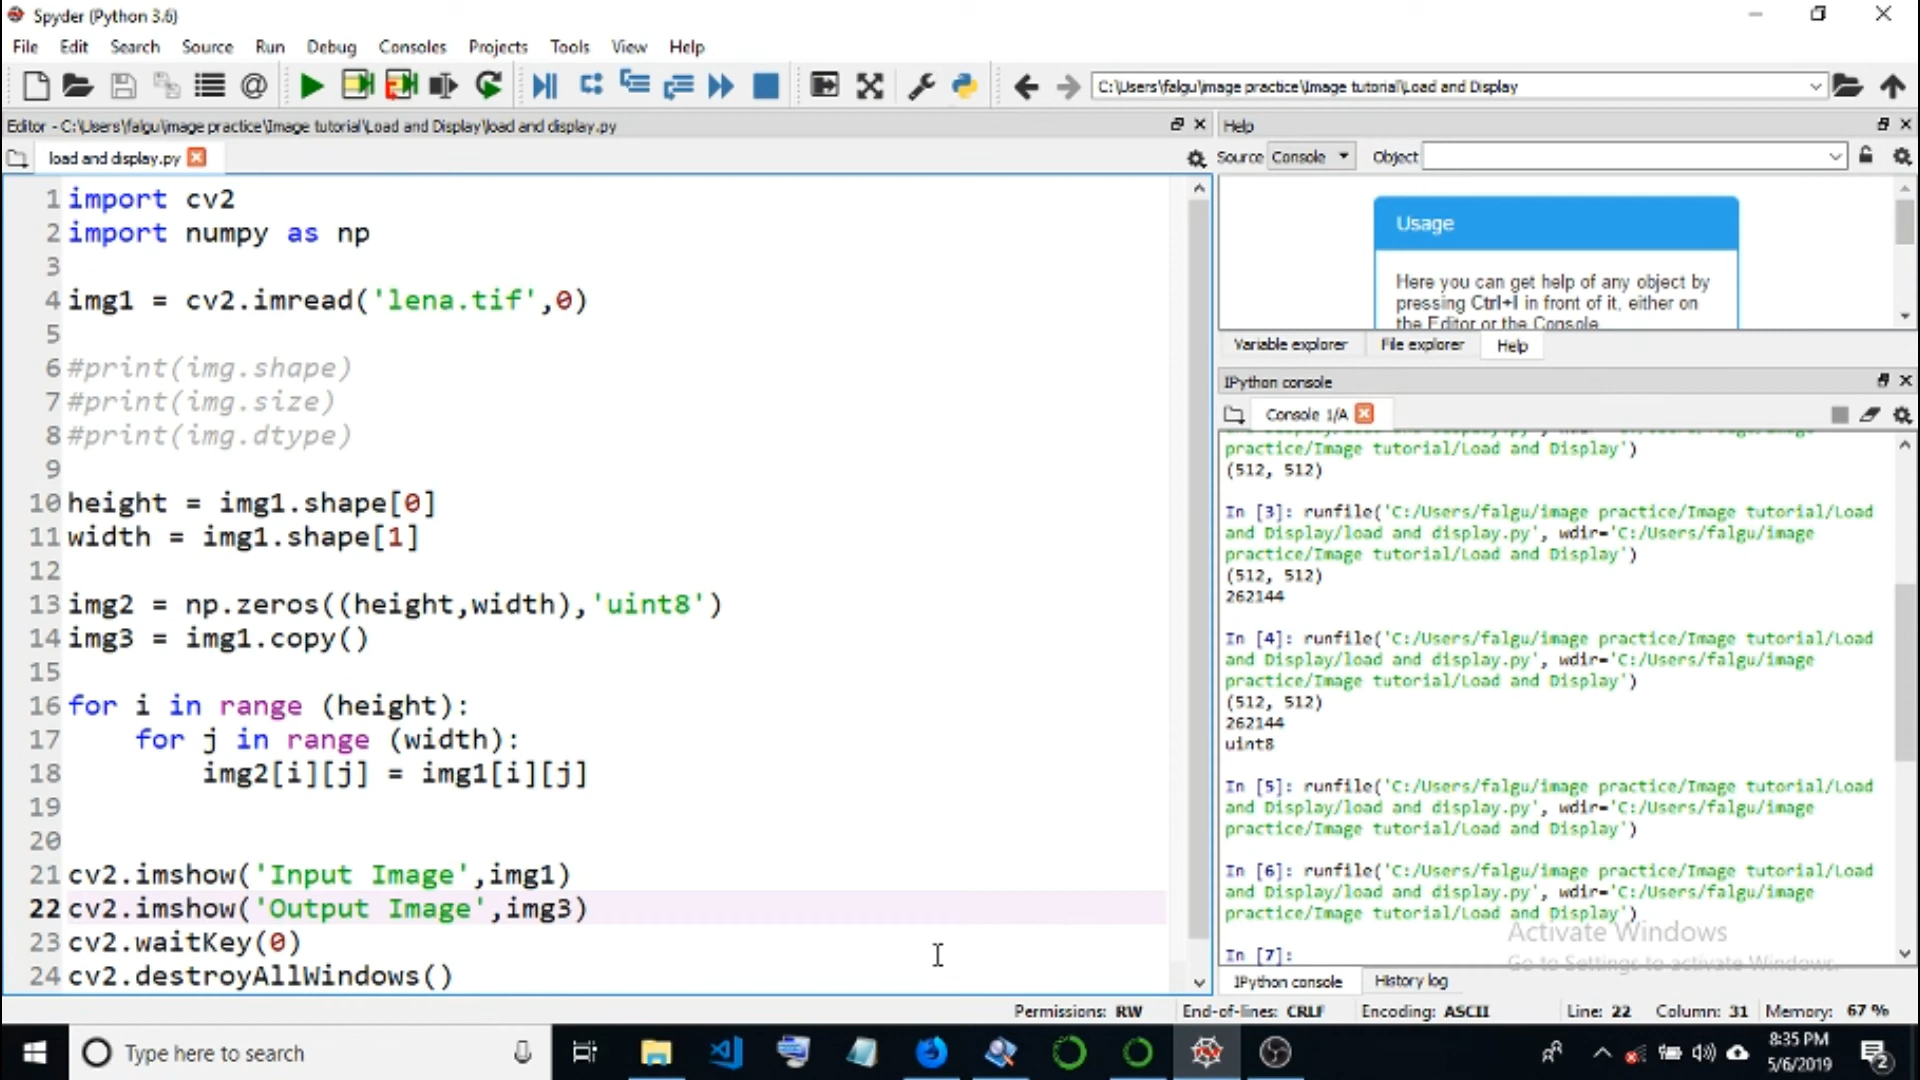 Spyder (Python 3.6)
File Edit Search Source Run Debug Consoles Projects Tools View Help
C:\Users\falgu\image practice\Image tutorial\Load and Display
Editor - C:\Users\falgu\image practice\Image tutorial\Load and Display\load and display.py
load and display.py
1 import cv2
2 import numpy as np
3
4 img1 = cv2.imread('lena.tif',0)
5
6 #print(img.shape)
7 #print(img.size)
8 #print(img.dtype)
9
10 height = img1.shape[0]
11 width = img1.shape[1]
12
13 img2 = np.zeros((height,width),'uint8')
14 img3 = img1.copy()
15
16 for i in range (height):
17     for j in range (width):
18         img2[i][j] = img1[i][j]
19
20
21 cv2.imshow('Input Image',img1)
22 cv2.imshow('Output Image',img3)
23 cv2.waitKey(0)
24 cv2.destroyAllWindows()
Help
Source Console Object
Usage
Here you can get help of any object by
pressing Ctrl+I in front of it, either on
the Editor or the Console
Variable explorer File explorer Help
IPython console
Console 1/A
practice/Image tutorial/Load and Display')
(512, 512)
In [3]: runfile('C:/Users/falgu/image practice/Image tutorial/Load
and Display/load and display.py', wdir='C:/Users/falgu/image
practice/Image tutorial/Load and Display')
(512, 512)
262144
In [4]: runfile('C:/Users/falgu/image practice/Image tutorial/Load
and Display/load and display.py', wdir='C:/Users/falgu/image
practice/Image tutorial/Load and Display')
(512, 512)
262144
uint8
In [5]: runfile('C:/Users/falgu/image practice/Image tutorial/Load
and Display/load and display.py', wdir='C:/Users/falgu/image
practice/Image tutorial/Load and Display')
In [6]: runfile('C:/Users/falgu/image practice/Image tutorial/Load
and Display/load and display.py', wdir='C:/Users/falgu/image
practice/Image tutorial/Load and Display')
In [7]:
Activate Windows
Go to Settings to activate Windows.
IPython console History log
Permissions: RW End-of-lines: CRLF Encoding: ASCII Line: 22 Column: 31 Memory: 67 %
Type here to search
8:35 PM
5/6/2019
2